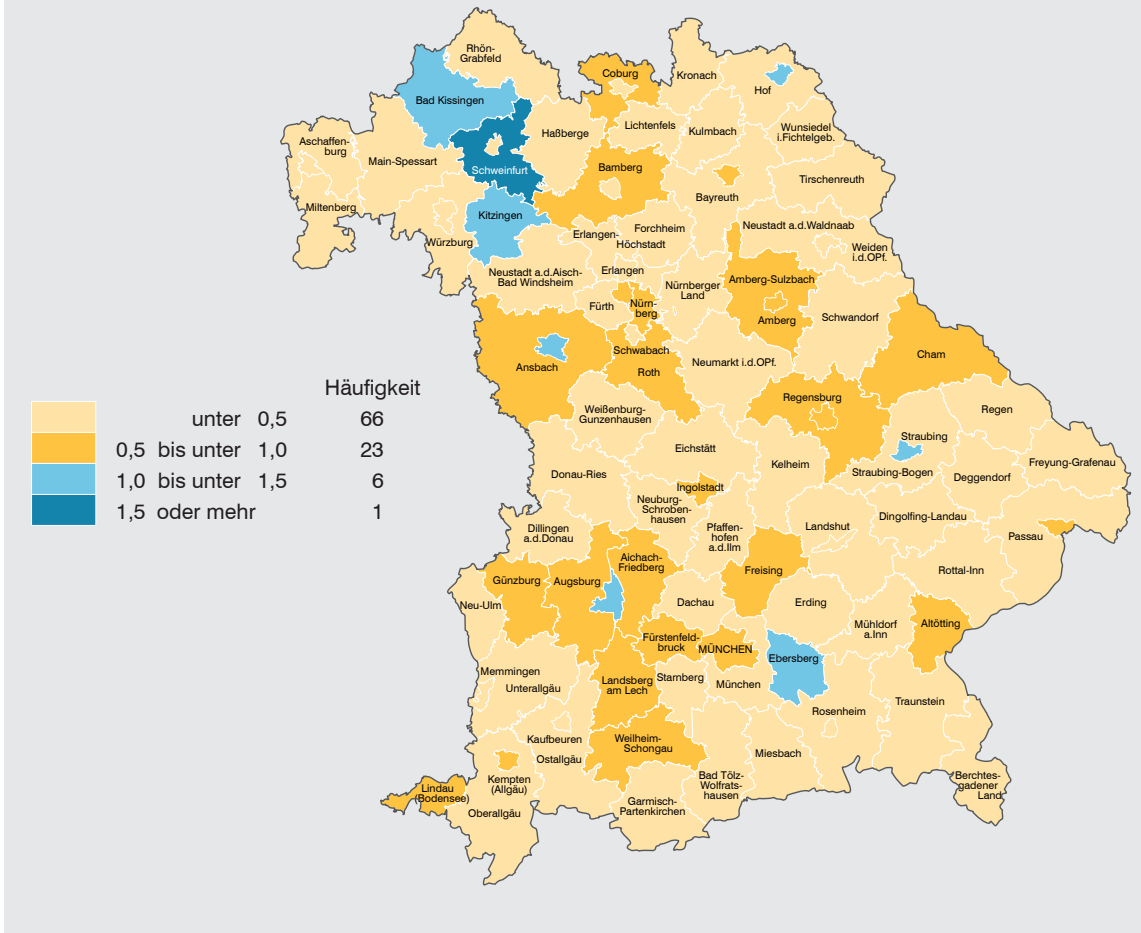 Rhön-
Grabfeld
Coburg
Kronach
Hof
Bad Kissingen
Haßberge
Lichtenfels
Kulmbach
Wunsiedel
i.Fichtelgeb.
Aschaffen-
burg
Main-Spessart
Schweinfurt
Bamberg
Bayreuth
Tirschenreuth
Miltenberg
Kitzingen
Würzburg
Erlangen-
Höchstadt
Forchheim
Neustadt a.d.Waldnaab
Weiden
i.d.OPf.
Neustadt a.d.Aisch-
Bad Windsheim
Erlangen
Fürth
Nürn-
berg
Nürnberger
Land
Amberg-Sulzbach
Amberg
Schwandorf
Ansbach
Schwabach
Roth
Neumarkt i.d.OPf.
Cham
Häufigkeit
unter 0,5 66
0,5 bis unter 1,0 23
1,0 bis unter 1,5 6
1,5 oder mehr 1
Weißenburg-
Gunzenhausen
Regensburg
Regen
Eichstätt
Kelheim
Straubing
Straubing-Bogen
Deggendorf
Freyung-Grafenau
Donau-Ries
Ingolstadt
Neuburg-
Schroben-
hausen
Pfaffen-
hofen
a.d.Ilm
Landshut
Dingolfing-Landau
Passau
Dillingen
a.d.Donau
Aichach-
Friedberg
Freising
Rottal-Inn
Günzburg
Augsburg
Neu-Ulm
Dachau
Erding
Mühldorf
a.Inn
Altötting
Fürstenfeld-
bruck
MÜNCHEN
Ebersberg
Memmingen
Unterallgäu
Landsberg
am Lech
Starnberg
München
Rosenheim
Traunstein
Kaufbeuren
Ostallgäu
Weilheim-
Schongau
Miesbach
Bad Tölz-
Wolfrats-
hausen
Berchtes-
gadener
Land
Lindau
(Bodensee)
Kempten
(Allgäu)
Oberallgäu
Garmisch-
Partenkirchen